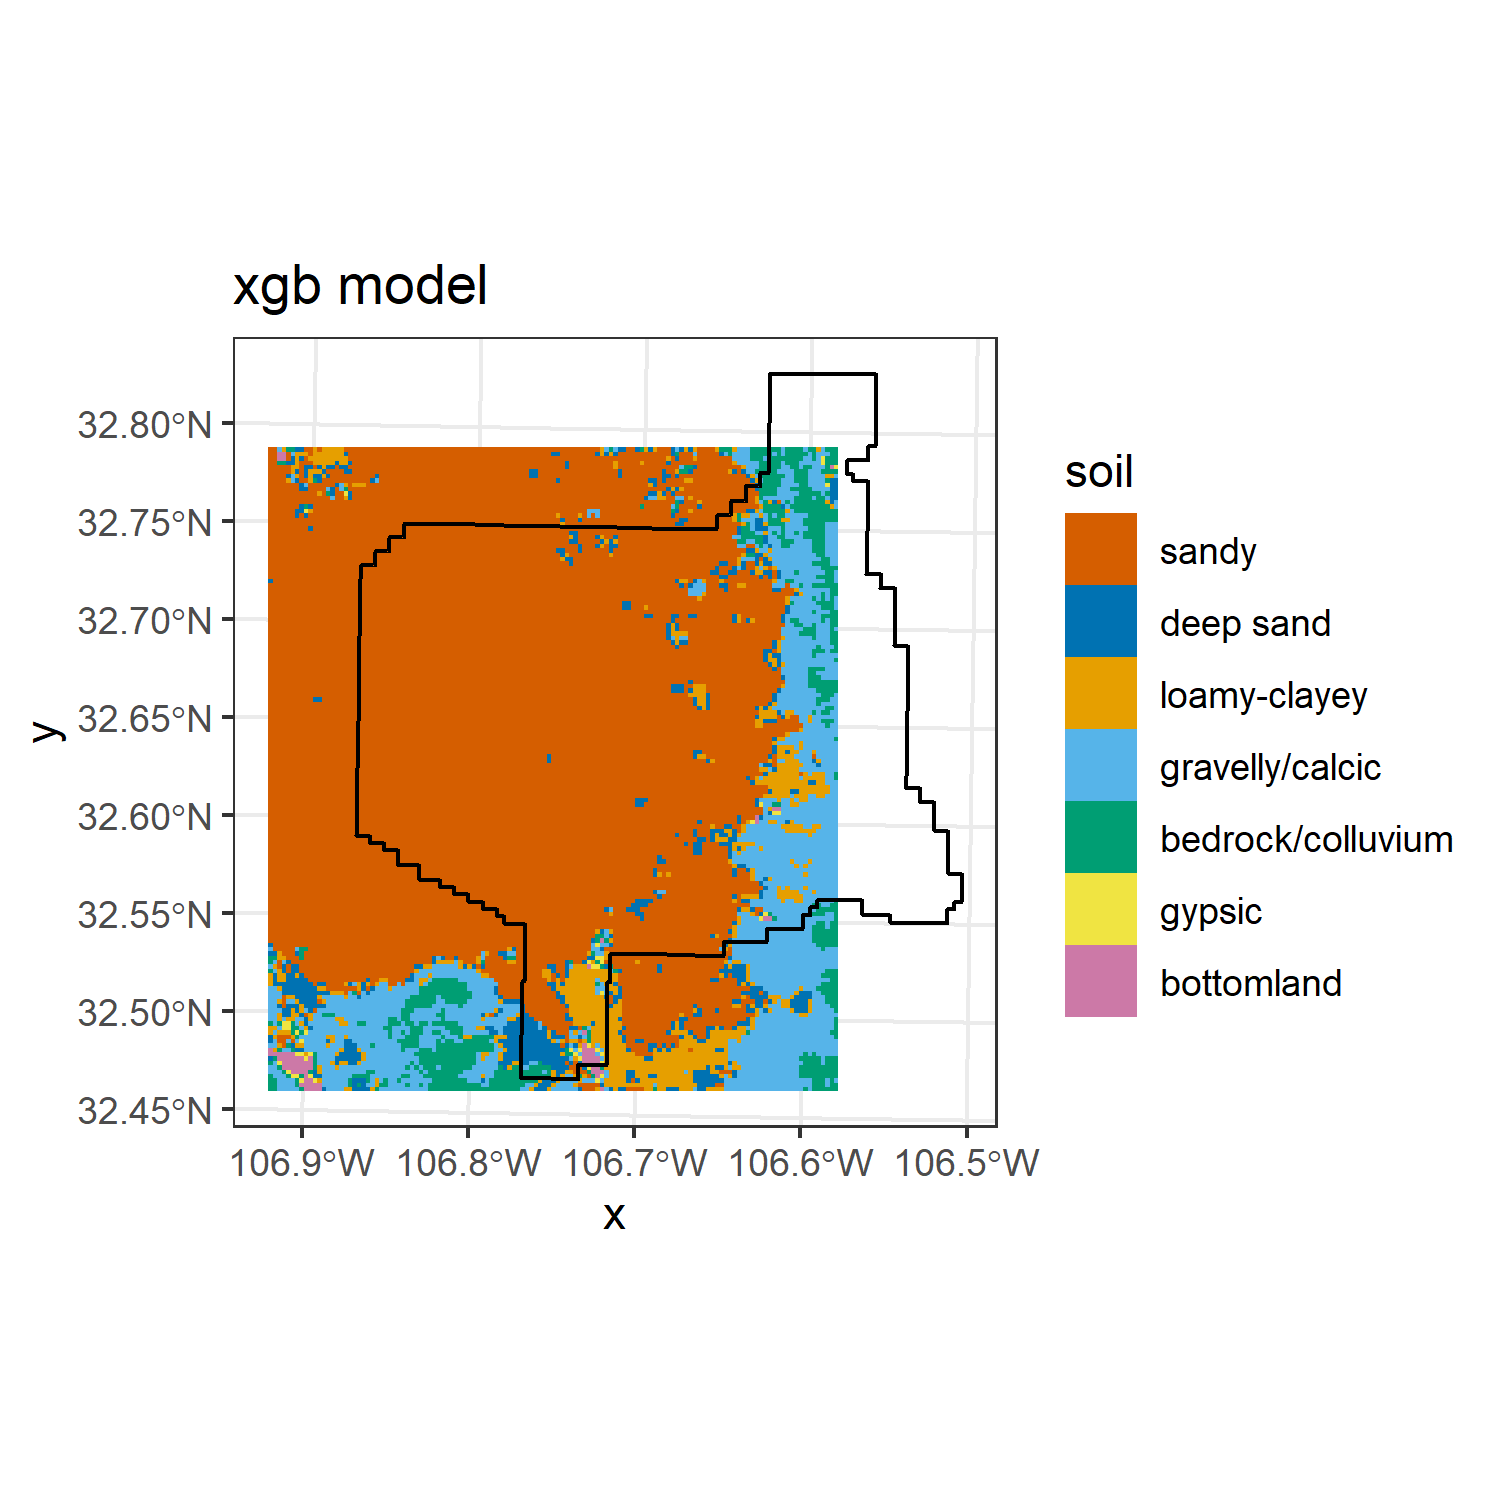 xgb model
32.80°N
32.75°N
32.70°N
32.65°N
32.60°N
32.55°N
32.50°N
32.45°N
y
106.9°W 106.8°W 106.7°W 106.6°W 106.5°W
x
soil
sandy
deep sand
loamy-clayey
gravelly/calcic
bedrock/colluvium
gypsic
bottomland